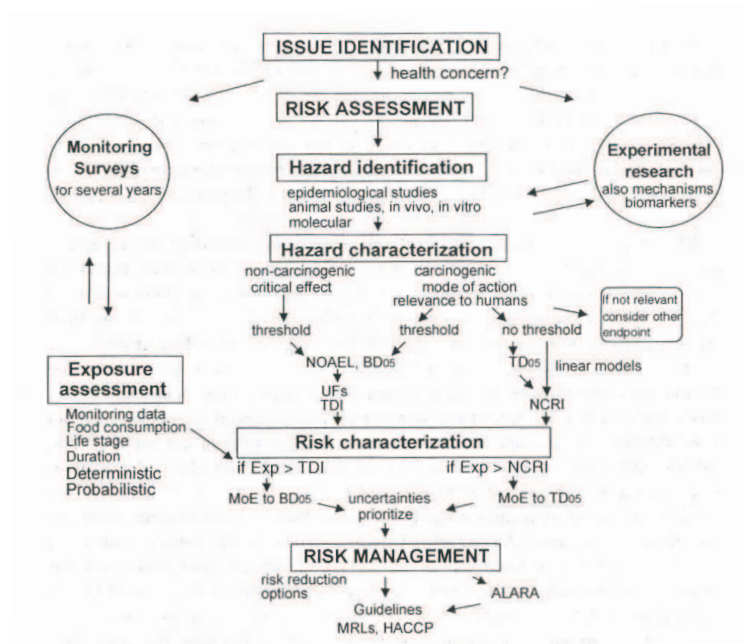 ISSUE IDENTIFICATION
health concern?
RISK ASSESSMENT
Monitoring
Surveys
for several years
Hazard identification
epidemiological studies
animal studies, in vivo, in vitro
molecular
Experimental
research
also mechanisms
biomarkers
Hazard characterization
non-carcinogenic
critical effect
carcinogenic
mode of action
relevance to humans
If not relevant
consider other
endpoint
threshold
threshold
no threshold
NOAEL, BD05
TD05
linear models
UFs
TDI
NCRI
Exposure
assessment
Monitoring data
Food consumption
Life stage
Duration
Deterministic
Probabilistic
Risk characterization
if Exp > TDI
if Exp > NCRI
MoE to BD05
uncertainties
prioritize
MoE to TD05
RISK MANAGEMENT
risk reduction
options
ALARA
Guidelines
MRLs, HACCP